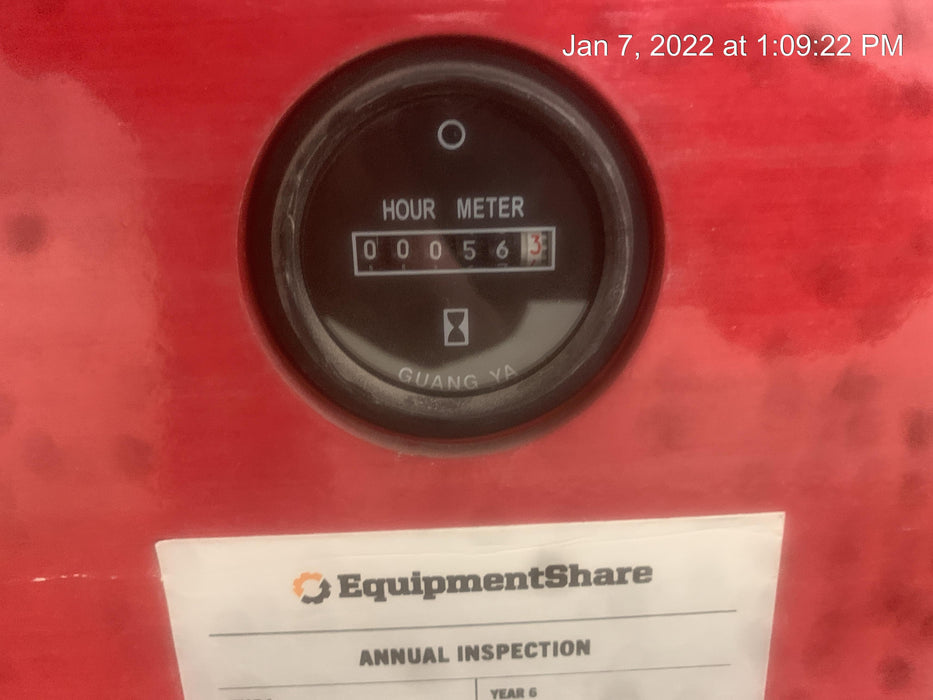 Jan 7, 2022 at 1:09:22 PM
HOUR METER
0 0 0 5 6 3
GUANG YA
EquipmentShare
ANNUAL INSPECTION
YEAR 6